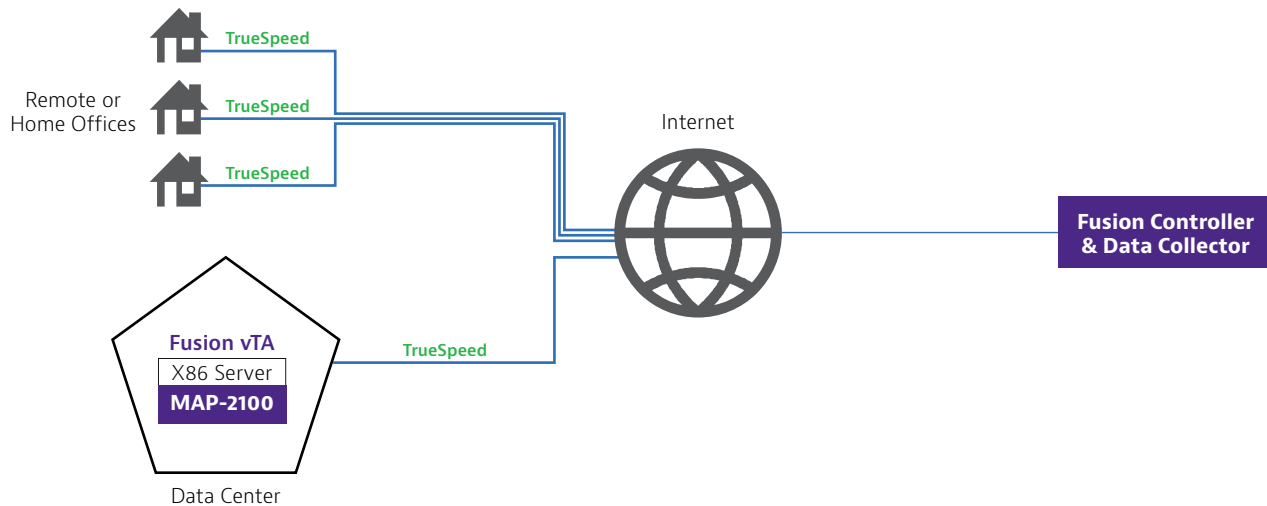 TrueSpeed
Remote or
Home Offices
TrueSpeed
TrueSpeed
Internet
Fusion Controller
& Data Collector
Fusion vTA
X86 Server
MAP-2100
TrueSpeed
Data Center